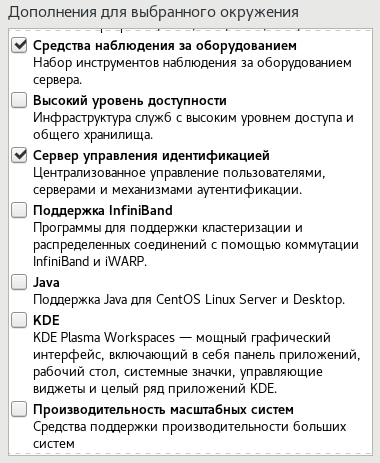 Дополнения для выбранного окружения
Средства наблюдения за оборудованием
Набор инструментов наблюдения за оборудованием
сервера.
Высокий уровень доступности
Инфраструктура служб с высоким уровнем доступа и
общего хранилища.
Сервер управления идентификацией
Централизованное управление пользователями,
серверами и механизмами аутентификации.
Поддержка InfiniBand
Программы для поддержки кластеризации и
распределенных соединений с помощью коммутации
InfiniBand и iWARP.
Java
Поддержка Java для CentOS Linux Server и Desktop.
KDE
KDE Plasma Workspaces — мощный графический
интерфейс, включающий в себя панель приложений,
рабочий стол, системные значки, управляющие
виджеты и целый ряд приложений KDE.
Производительность масштабных систем
Средства поддержки производительности больших
систем